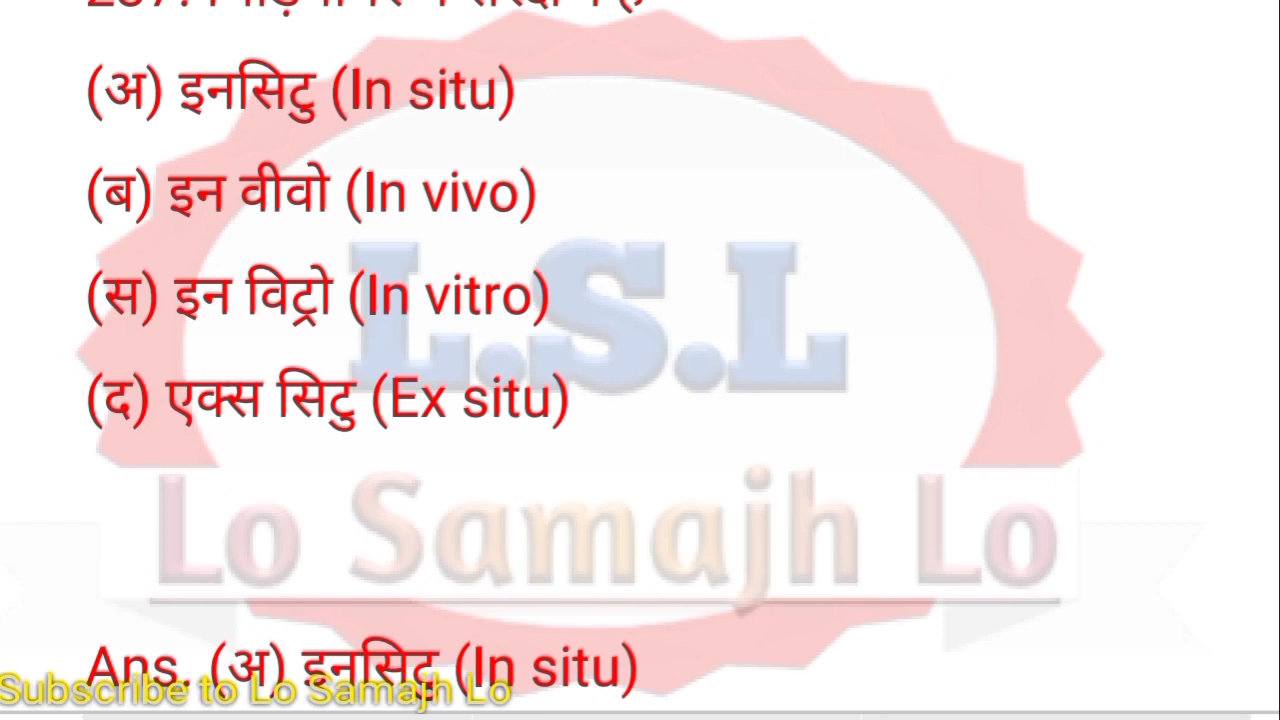 (अ) इनसिटु (In situ)
(ब) इन वीवो (In vivo)
(स) इन विट्रो (In vitro)
(द) एक्स सिटु (Ex situ)
L.S.L
Lo Samajh Lo
Ans. (अ) इनसिटु (In situ)
Subscribe to Lo Samajh Lo